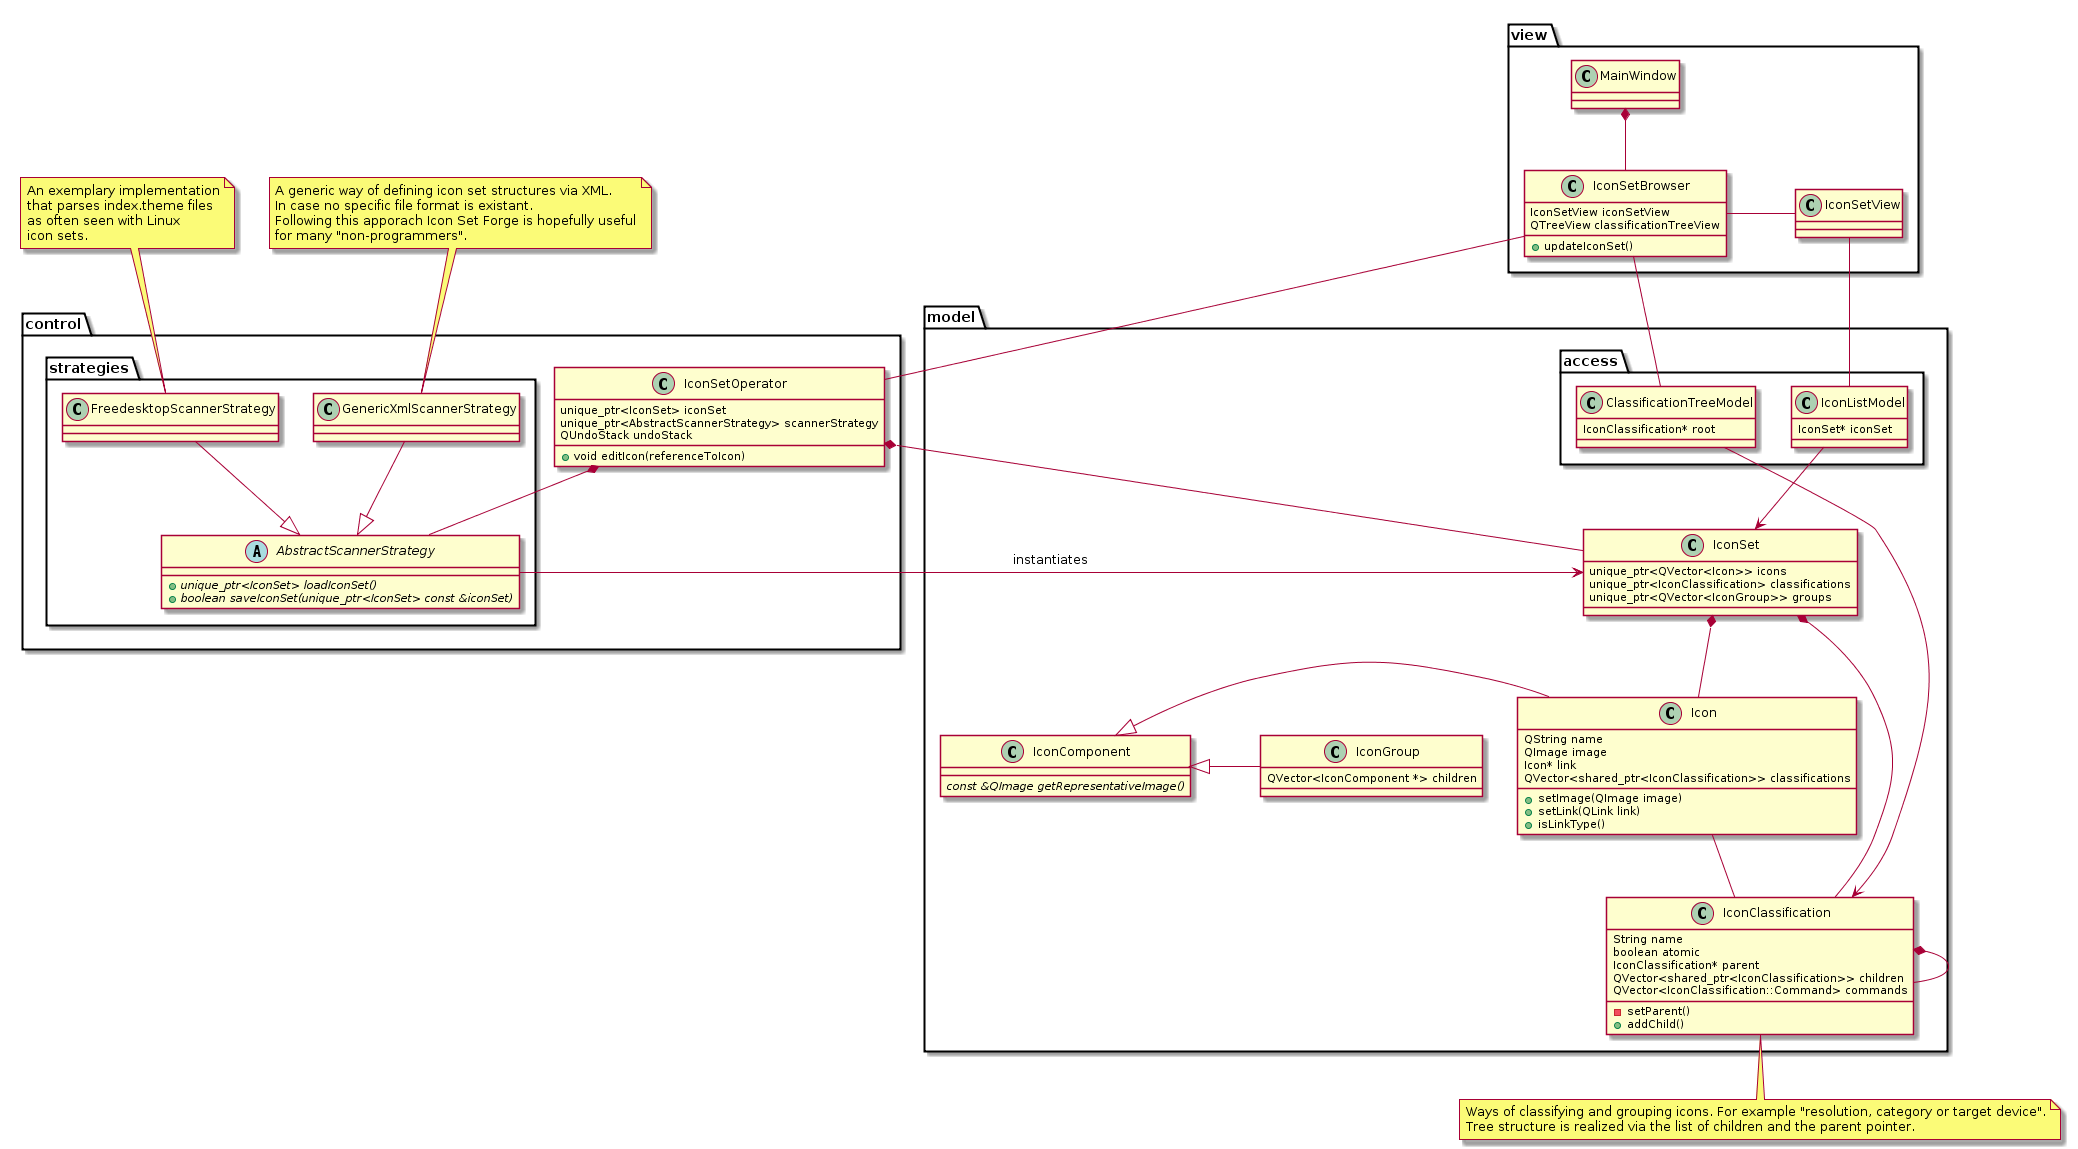 view
C MainWindow
C IconSetBrowser
IconSetView iconSetView
QTreeView classificationTreeView
updateIconSet()
C IconSetView
An exemplary implementation
that parses index.theme files
as often seen with Linux
icon sets.
A generic way of defining icon set structures via XML.
In case no specific file format is existant.
Following this apporach Icon Set Forge is hopefully useful
for many "non-programmers".
control
strategies
C FreedesktopScannerStrategy
C GenericXmlScannerStrategy
C IconSetOperator
unique_ptr<IconSet> iconSet
unique_ptr<AbstractScannerStrategy> scannerStrategy
QUndoStack undoStack
void editIcon(referenceToIcon)
A AbstractScannerStrategy
unique_ptr<IconSet> loadIconSet()
boolean saveIconSet(unique_ptr<IconSet> const &iconSet)
instantiates
model
access
C ClassificationTreeModel
IconClassification* root
C IconListModel
IconSet* iconSet
C IconSet
unique_ptr<QVector<Icon>> icons
unique_ptr<IconClassification> classifications
unique_ptr<QVector<IconGroup>> groups
C IconComponent
const &QImage getRepresentativeImage()
C IconGroup
QVector<IconComponent *> children
C Icon
QString name
QImage image
Icon* link
QVector<shared_ptr<IconClassification>> classifications
setImage(QImage image)
setLink(QLink link)
isLinkType()
C IconClassification
String name
boolean atomic
IconClassification* parent
QVector<shared_ptr<IconClassification>> children
QVector<IconClassification::Command> commands
setParent()
addChild()
Ways of classifying and grouping icons. For example "resolution, category or target device".
Tree structure is realized via the list of children and the parent pointer.